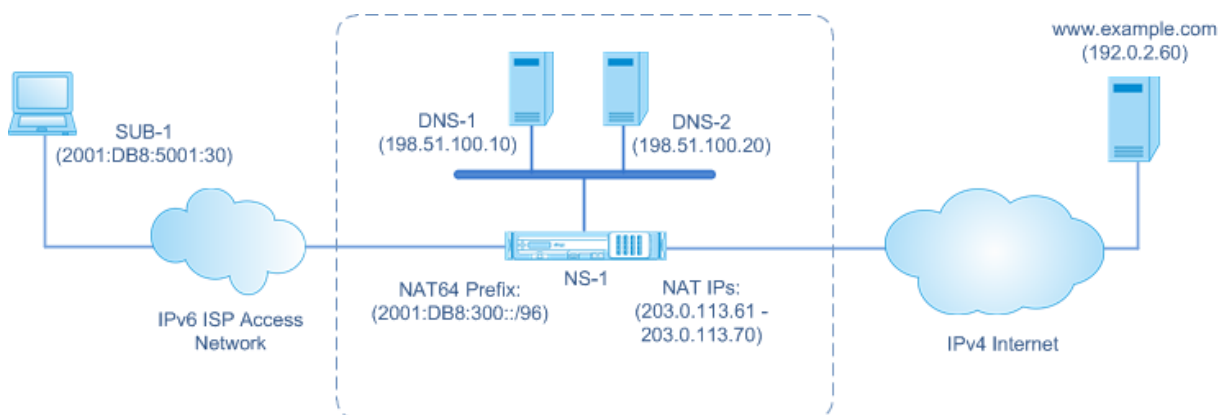 www.example.com
(192.0.2.60)
SUB-1
(2001:DB8:5001:30)
DNS-1
(198.51.100.10)
DNS-2
(198.51.100.20)
NS-1
NAT64 Prefix:
(2001:DB8:300::/96)
NAT IPs:
(203.0.113.61 -
203.0.113.70)
IPv6 ISP Access
Network
IPv4 Internet